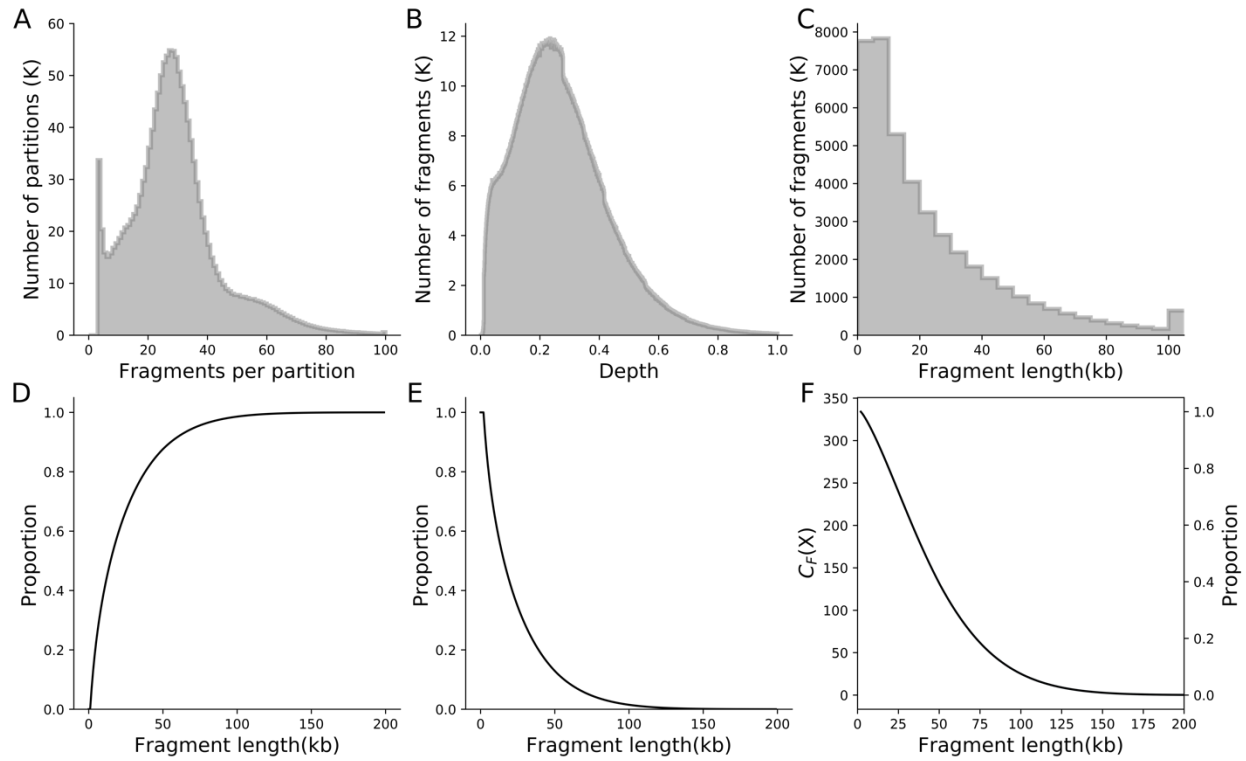 A
Number of partitions (K)
60
50
40
30
20
10
0
0 20 40 60 80 100
Fragments per partition
B
Number of fragments (K)
12
10
8
6
4
2
0
0.0 0.2 0.4 0.6 0.8 1.0
Depth
C
Number of fragments (K)
8000
7000
6000
5000
4000
3000
2000
1000
0
0 20 40 60 80 100
Fragment length(kb)
D
Proportion
1.0
0.8
0.6
0.4
0.2
0.0
0 50 100 150 200
Fragment length(kb)
E
Proportion
1.0
0.8
0.6
0.4
0.2
0.0
0 50 100 150 200
Fragment length(kb)
F
C_F(X)
350
300
250
200
150
100
50
0
1.0
0.8
0.6
0.4
0.2
0.0
Proportion
0 25 50 75 100 125 150 175 200
Fragment length(kb)